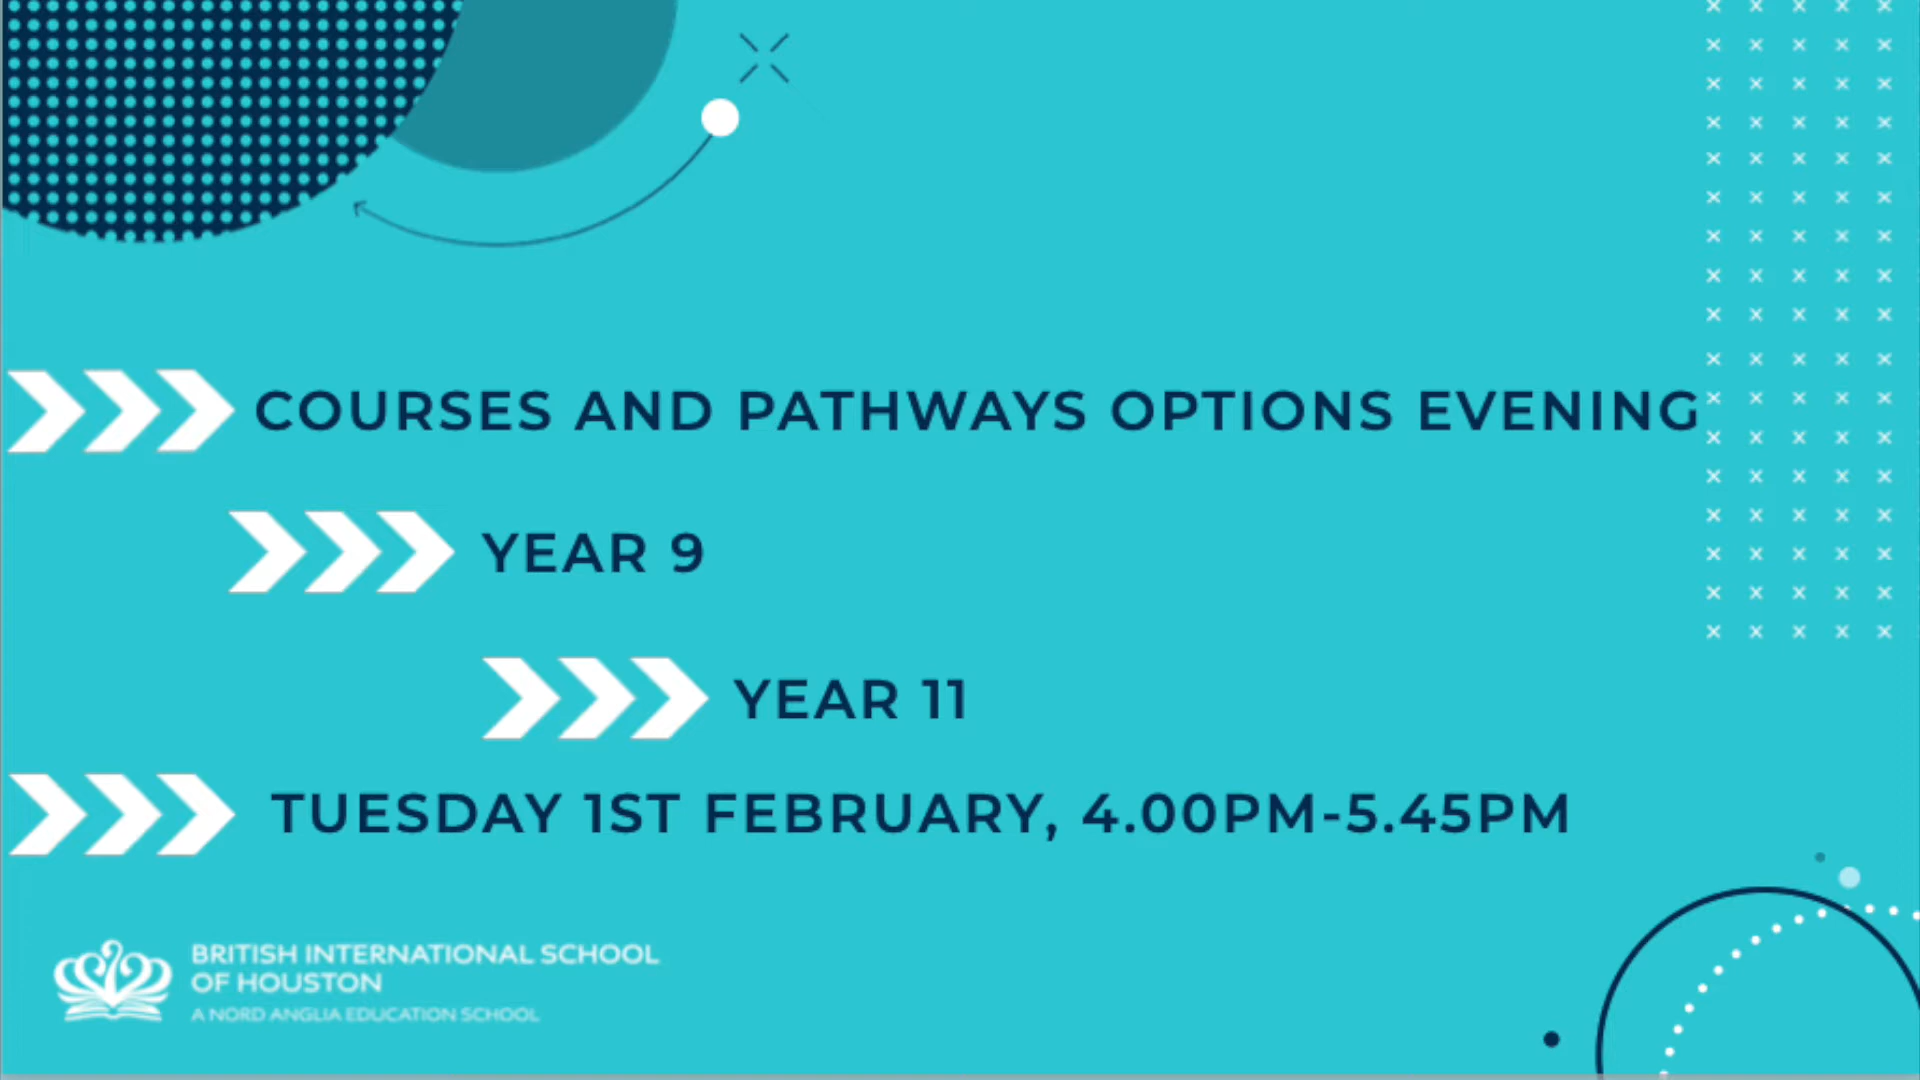 COURSES AND PATHWAYS OPTIONS EVENING
YEAR 9
YEAR 11
TUESDAY 1ST FEBRUARY, 4.00PM-5.45PM
BRITISH INTERNATIONAL SCHOOL
OF HOUSTON
A NORD ANGLIA EDUCATION SCHOOL